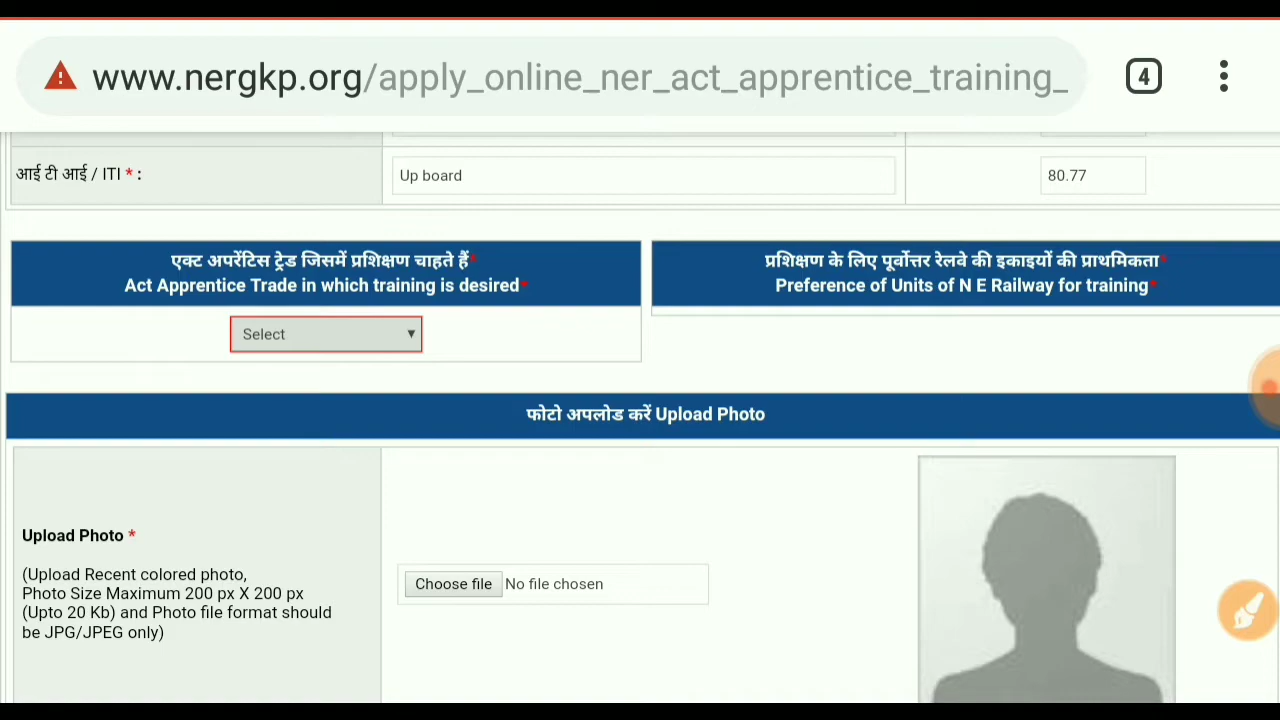 www.nergkp.org/apply_online_ner_act_apprentice_training_
4
आई टी आई / ITI * :
Up board
80.77
एक्ट अपरेंटिस ट्रेड जिसमें प्रशिक्षण चाहते हैं*
Act Apprentice Trade in which training is desired*
प्रशिक्षण के लिए पूर्वोत्तर रेलवे की इकाइयों की प्राथमिकता*
Preference of Units of N E Railway for training*
Select
फोटो अपलोड करें Upload Photo
Upload Photo *
(Upload Recent colored photo,
Photo Size Maximum 200 px X 200 px
(Upto 20 Kb) and Photo file format should
be JPG/JPEG only)
Choose file No file chosen